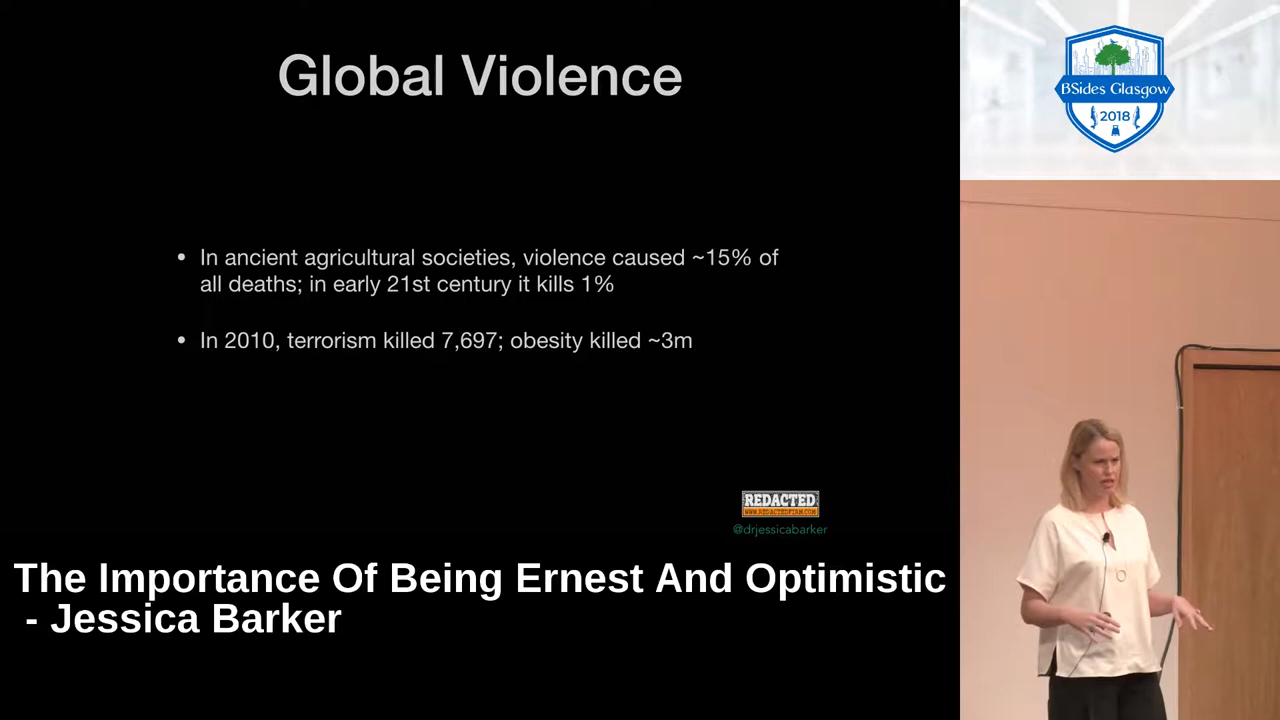 Global Violence
• In ancient agricultural societies, violence caused ~15% of
all deaths; in early 21st century it kills 1%
• In 2010, terrorism killed 7,697; obesity killed ~3m
REDACTED
@drjessicabarker
The Importance Of Being Ernest And Optimistic
- Jessica Barker
BSides Glasgow
2018